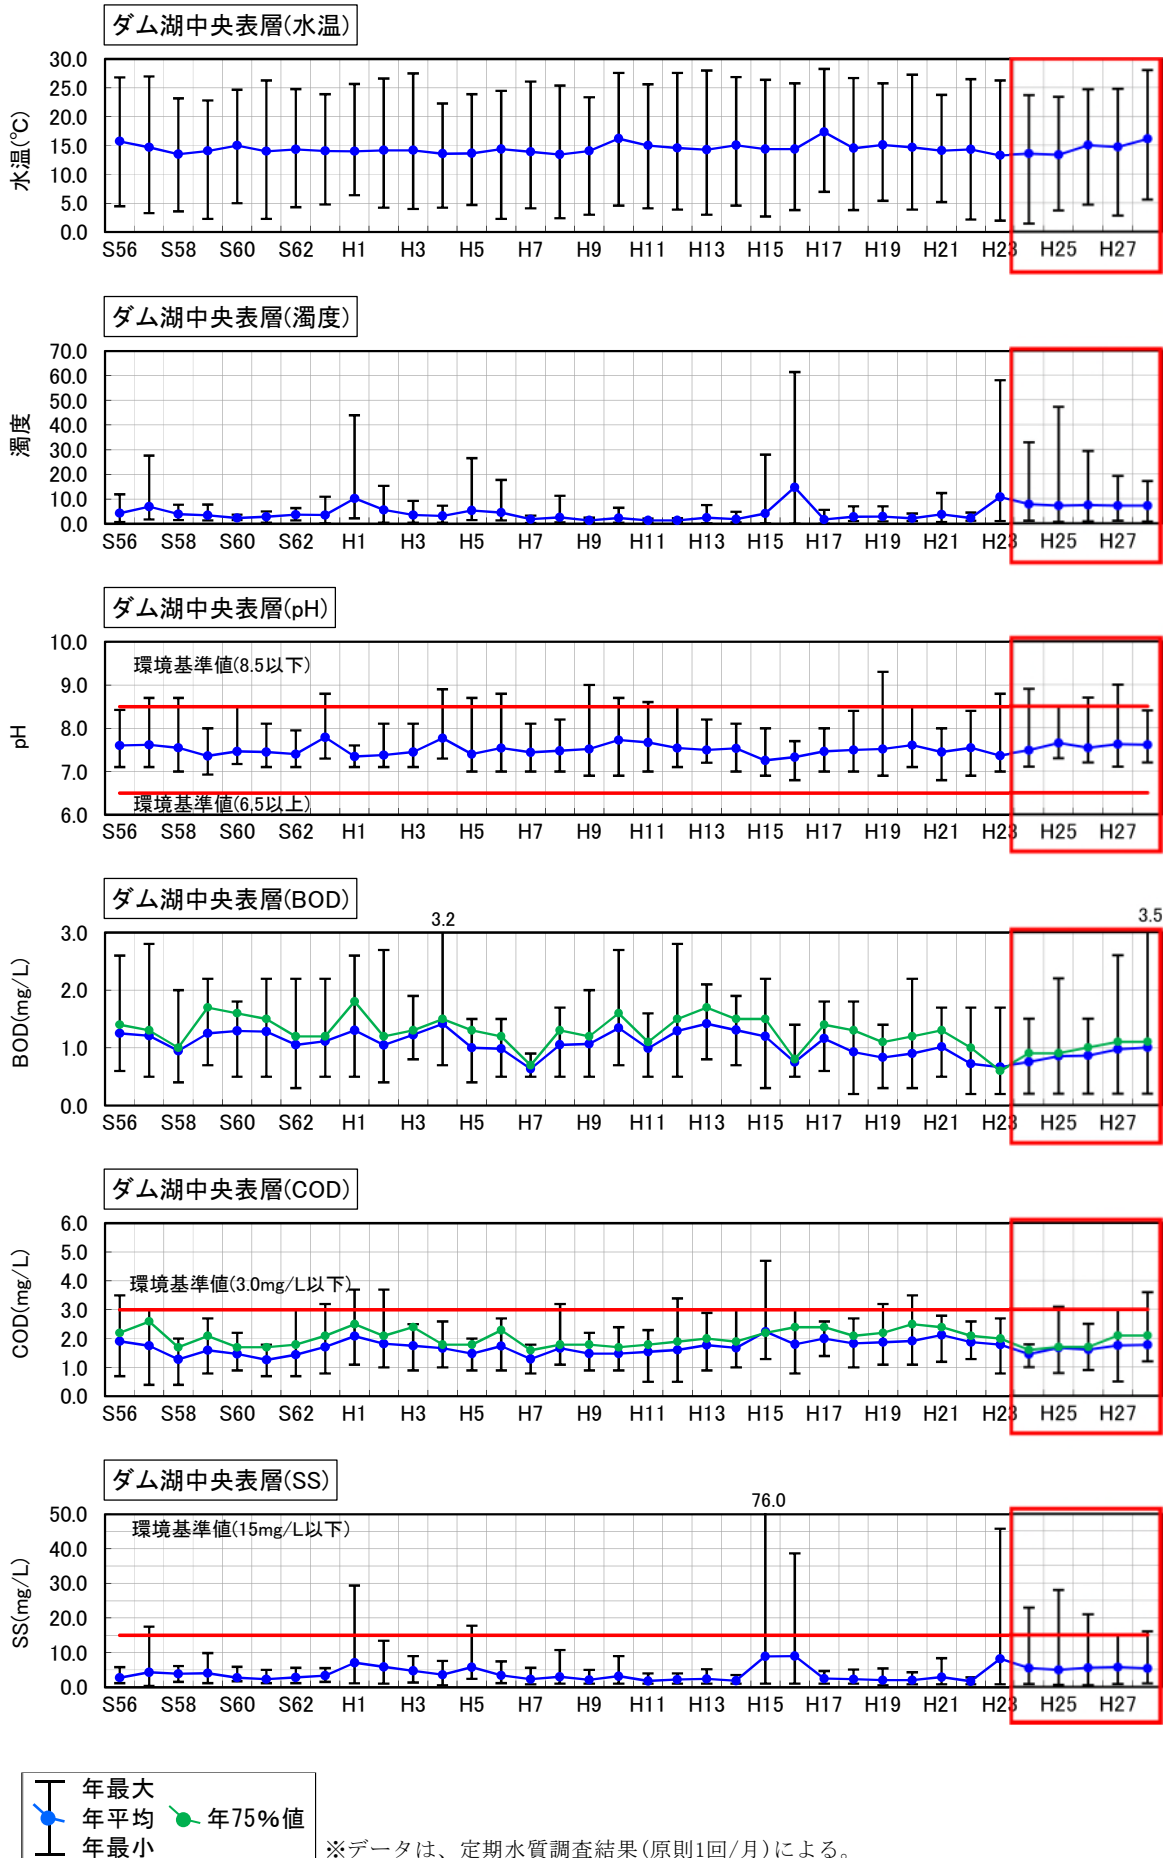 ダム湖中央表層(水温)
30.0
25.0
20.0
15.0
10.0
5.0
0.0
水温(℃)
S56 S58 S60 S62 H1 H3 H5 H7 H9 H11 H13 H15 H17 H19 H21 H23 H25 H27
ダム湖中央表層(濁度)
70.0
60.0
50.0
40.0
30.0
20.0
10.0
0.0
濁度
S56 S58 S60 S62 H1 H3 H5 H7 H9 H11 H13 H15 H17 H19 H21 H23 H25 H27
ダム湖中央表層(pH)
10.0
9.0
8.0
7.0
6.0
pH
環境基準値(8.5以下)
環境基準値(6.5以上)
S56 S58 S60 S62 H1 H3 H5 H7 H9 H11 H13 H15 H17 H19 H21 H23 H25 H27
ダム湖中央表層(BOD)
3.2
3.5
3.0
2.0
1.0
0.0
BOD(mg/L)
S56 S58 S60 S62 H1 H3 H5 H7 H9 H11 H13 H15 H17 H19 H21 H23 H25 H27
ダム湖中央表層(COD)
6.0
5.0
4.0
3.0
2.0
1.0
0.0
COD(mg/L)
環境基準値(3.0mg/L以下)
S56 S58 S60 S62 H1 H3 H5 H7 H9 H11 H13 H15 H17 H19 H21 H23 H25 H27
ダム湖中央表層(SS)
76.0
50.0
40.0
30.0
20.0
10.0
0.0
SS(mg/L)
環境基準値(15mg/L以下)
S56 S58 S60 S62 H1 H3 H5 H7 H9 H11 H13 H15 H17 H19 H21 H23 H25 H27
年最大
年平均 年75%値
年最小
※データは、定期水質調査結果(原則1回/月)による。